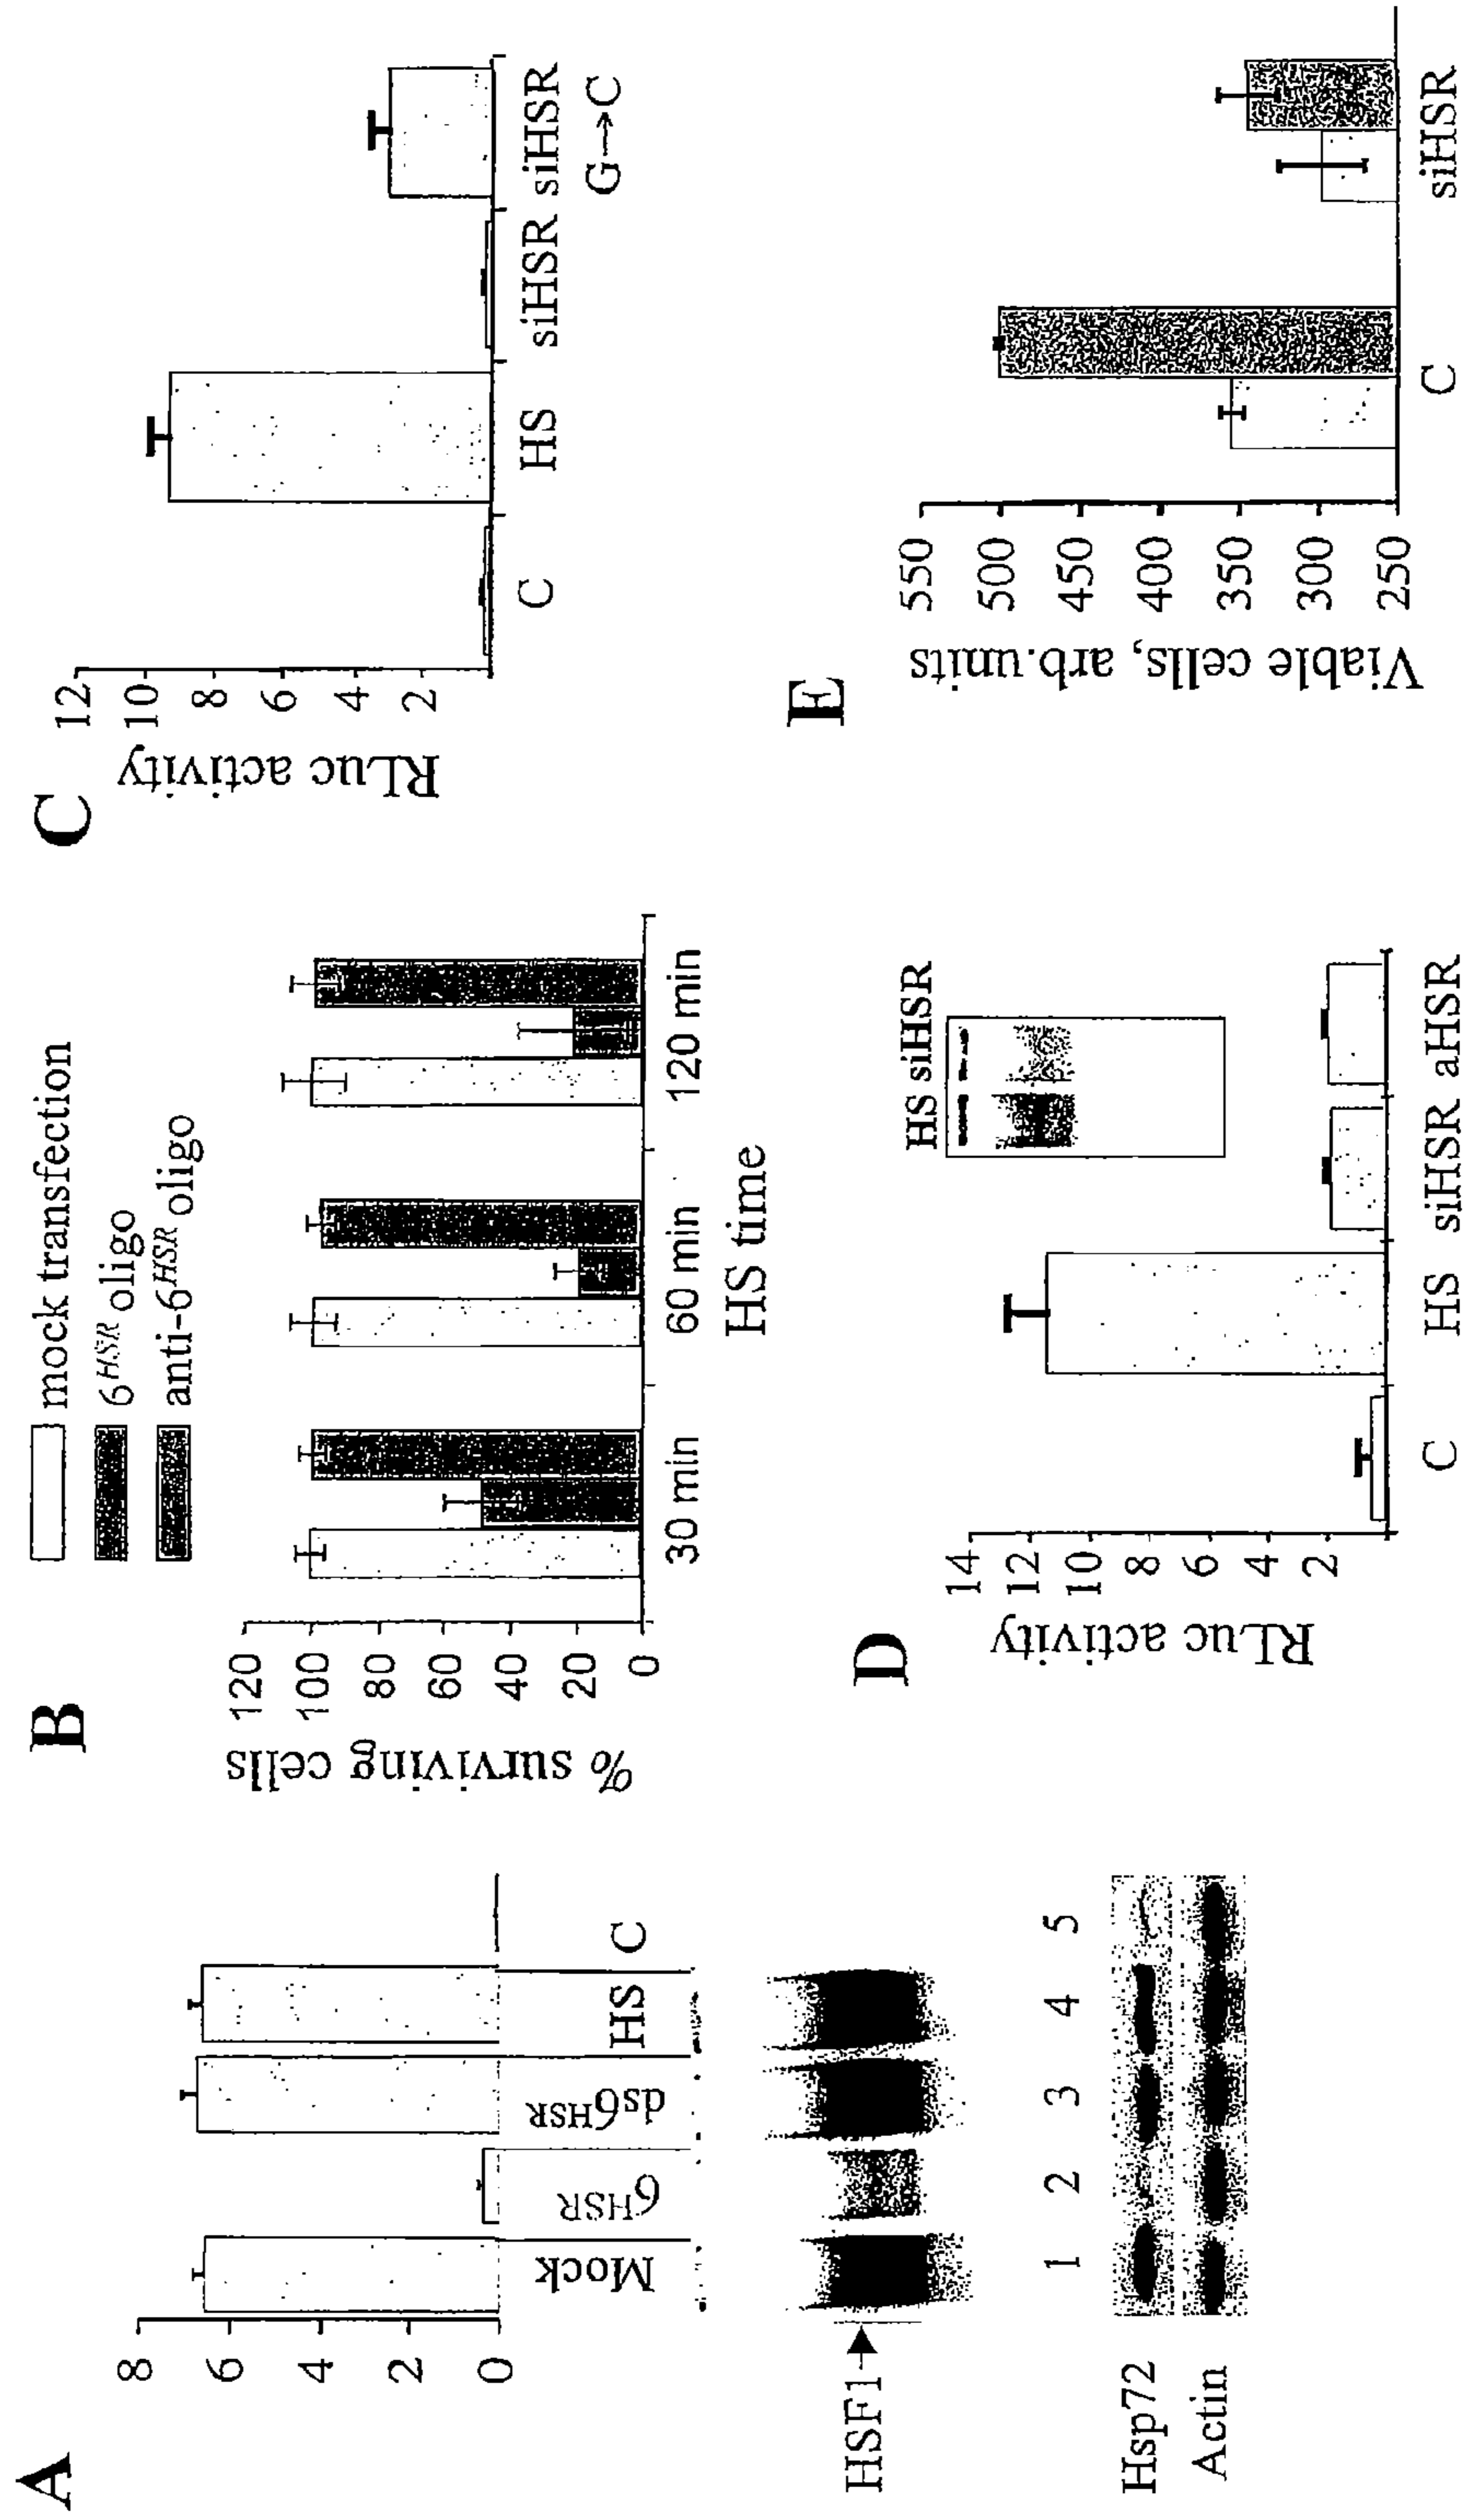 A
8
6
4
2
0
Mock
6HSR
ds6HSR
HS
C
HSF1→
1 2 3 4 5
Hsp72
Actin
B
mock transfection
6HSR oligo
anti-6HSR oligo
% surviving cells
120
100
80
60
40
20
0
30 min 60 min 120 min
HS time
C
RLuc activity
12
10
8
6
4
2
C HS siHSR siHSR
G→C
D
RLuc activity
14
12
10
8
6
4
2
C HS siHSR aHSR
HS siHSR
E
Viable cells, arb.units
550
500
450
400
350
300
250
C siHSR